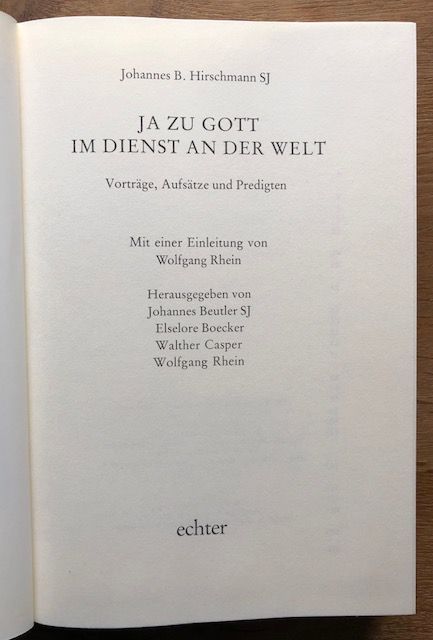 Johannes B. Hirschmann SJ
JA ZU GOTT
IM DIENST AN DER WELT
Vorträge, Aufsätze und Predigten
Mit einer Einleitung von
Wolfgang Rhein
Herausgegeben von
Johannes Beutler SJ
Elselore Boecker
Walther Casper
Wolfgang Rhein
echter